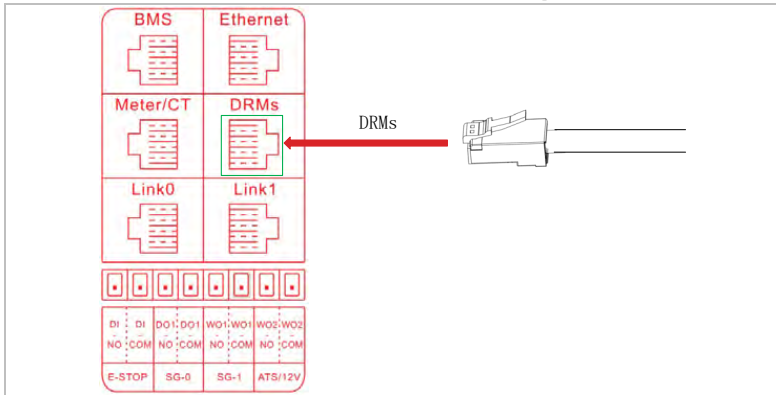 BMS Ethernet
Meter/CT DRMs
DRMs
Link0 Link1
DI DI DO1 DO1 WO1 WO1 WO2 WO2
- - - - - - - -
NO COM NO COM NO COM NO COM
E-STOP SG-0 SG-1 ATS/12V